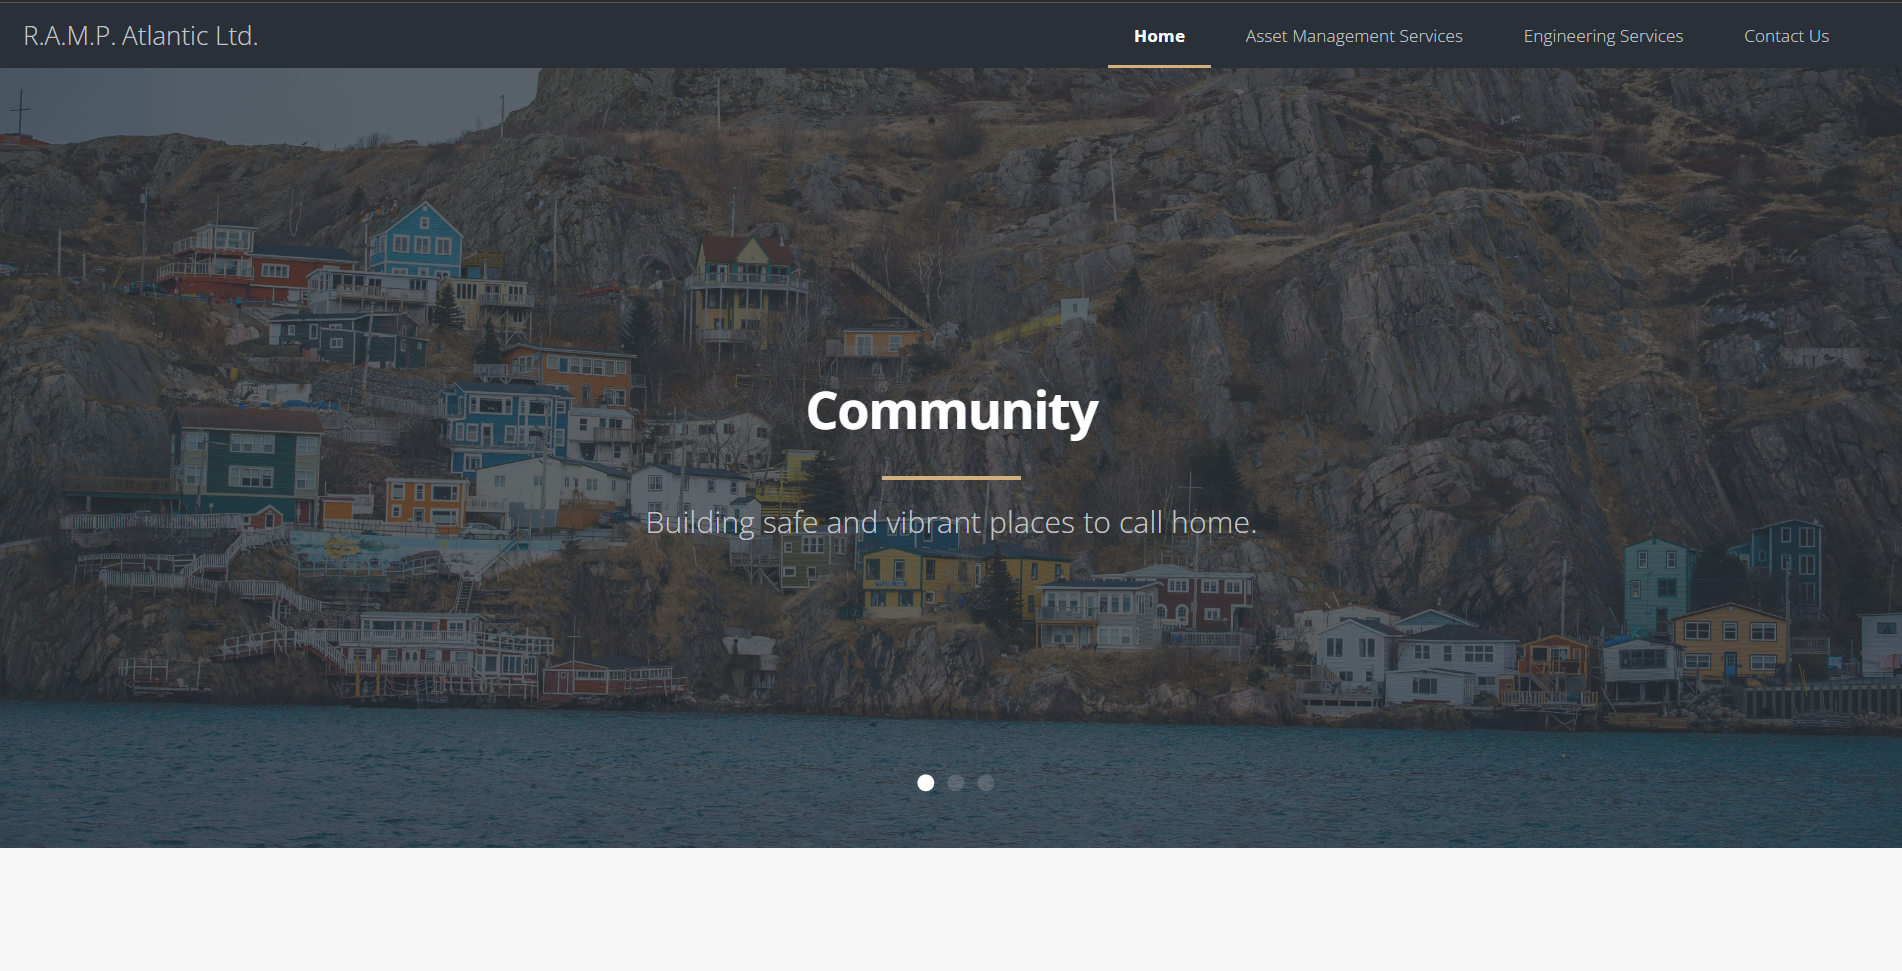 R.A.M.P. Atlantic Ltd.
Home
Asset Management Services
Engineering Services
Contact Us
Community
Building safe and vibrant places to call home.